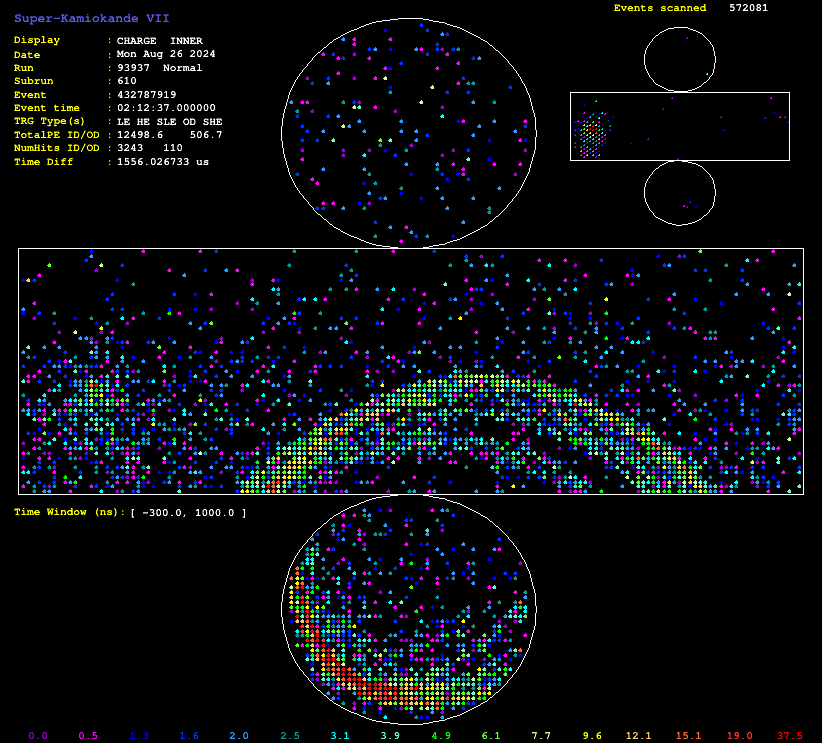 Super-Kamiokande VII
Events scanned 572081
Display : CHARGE INNER
Date : Mon Aug 26 2024
Run : 93937 Normal
Subrun : 610
Event : 432787919
Event time : 02:12:37.000000
TRG Type(s) : LE HE SLE OD SHE
TotalPE ID/OD : 12498.6 506.7
NumHits ID/OD : 3243 110
Time Diff : 1556.026733 us
Time Window (ns): [ -300.0, 1000.0 ]
0.0 0.5 1.3 1.6 2.0 2.5 3.1 3.9 4.9 6.1 7.7 9.6 12.1 15.1 19.0 37.5